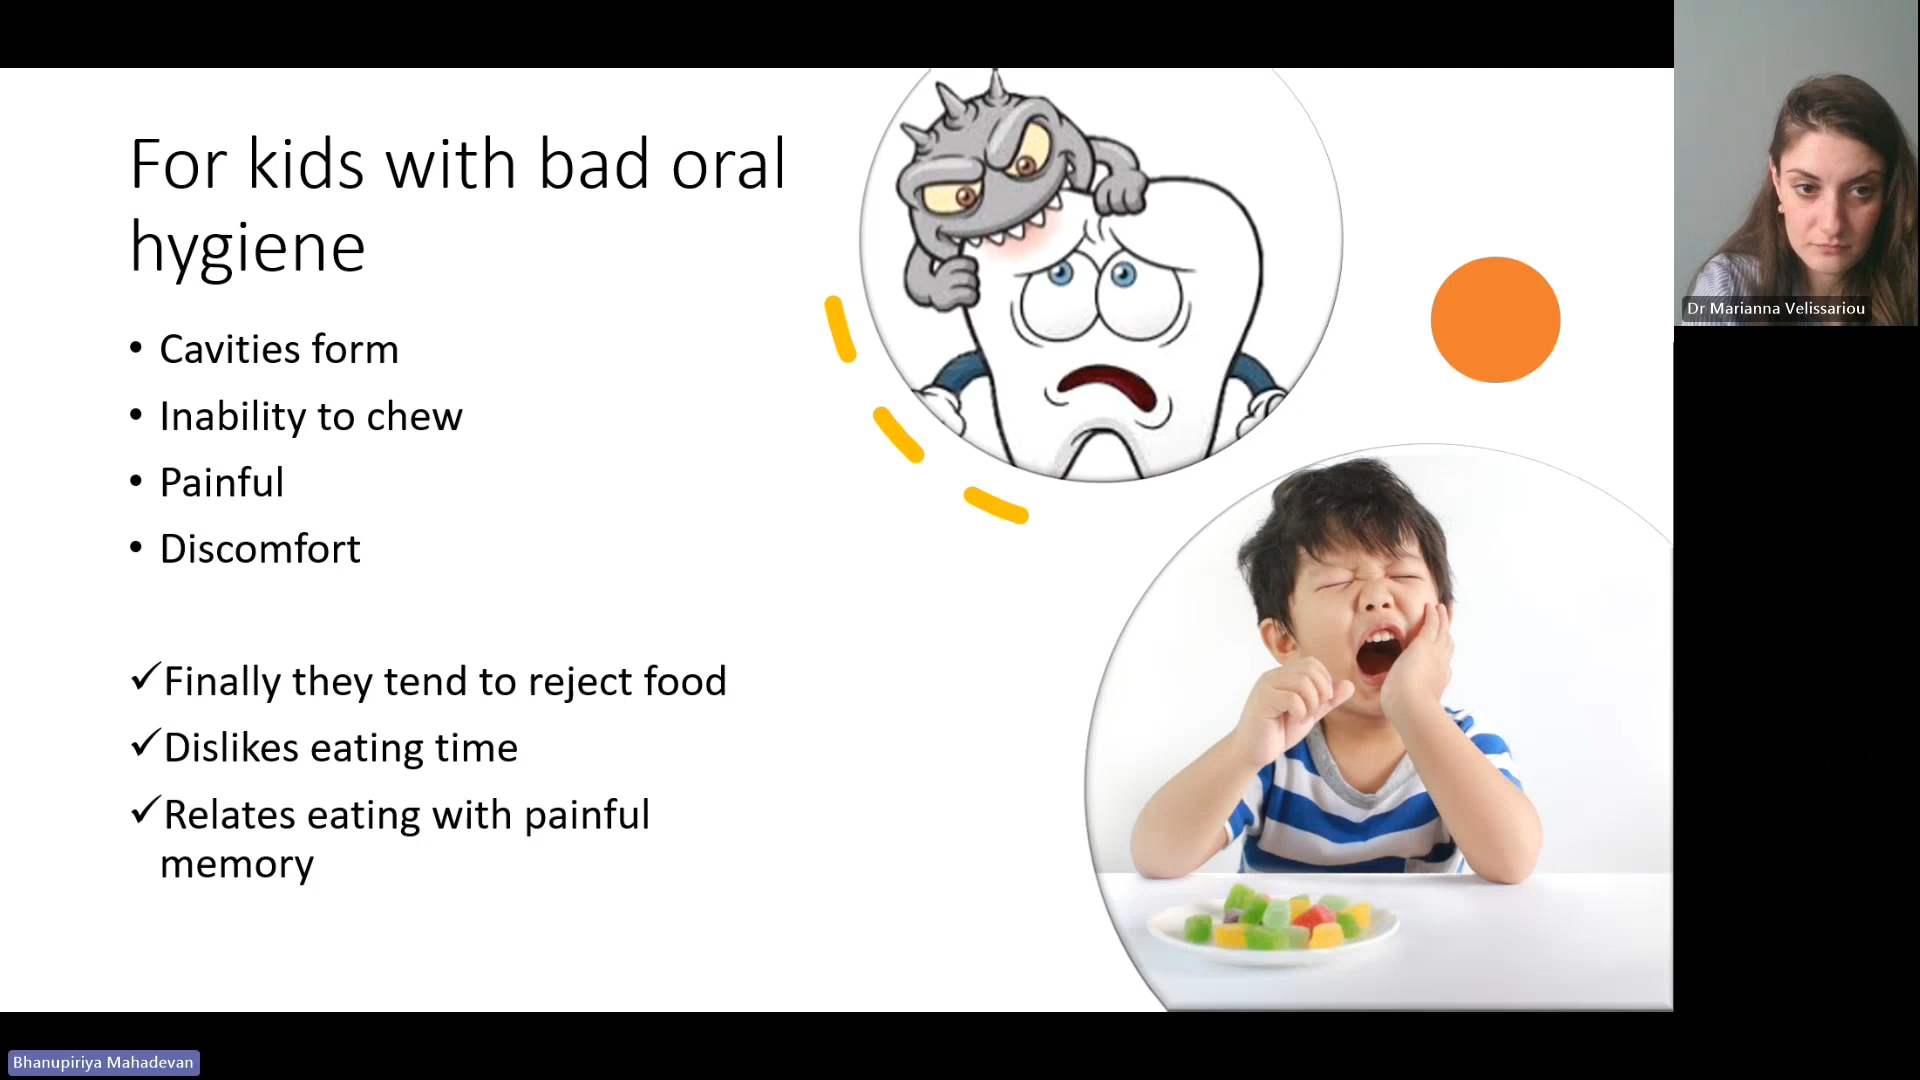 For kids with bad oral
hygiene
• Cavities form
• Inability to chew
• Painful
• Discomfort
✓Finally they tend to reject food
✓Dislikes eating time
✓Relates eating with painful
memory
Dr Marianna Velissariou
Bhanupiriya Mahadevan